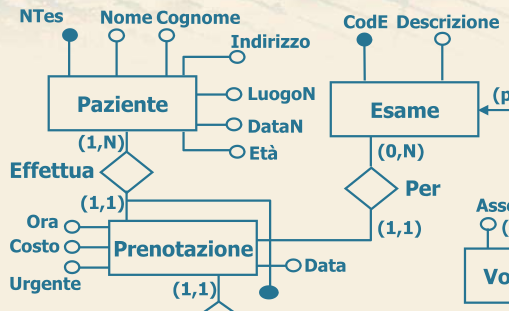 NTes
Nome Cognome
CodE Descrizione
Indirizzo
Paziente
LuogoN
DataN
Età
Esame
(p
(1,N)
(0,N)
Effettua
Per
(1,1)
(1,1)
Ora
Costo
Urgente
Prenotazione
Data
(1,1)
Asso
(
Vo